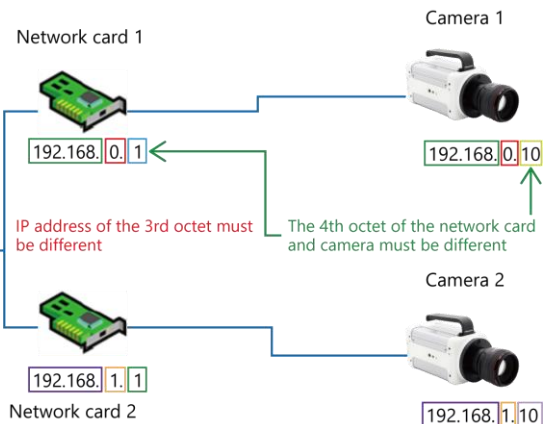 Camera 1
Network card 1
192.168. 0. 1
192.168. 0. 10
IP address of the 3rd octet must
be different
The 4th octet of the network card
and camera must be different
Camera 2
192.168. 1. 1
Network card 2
192.168. 1. 10